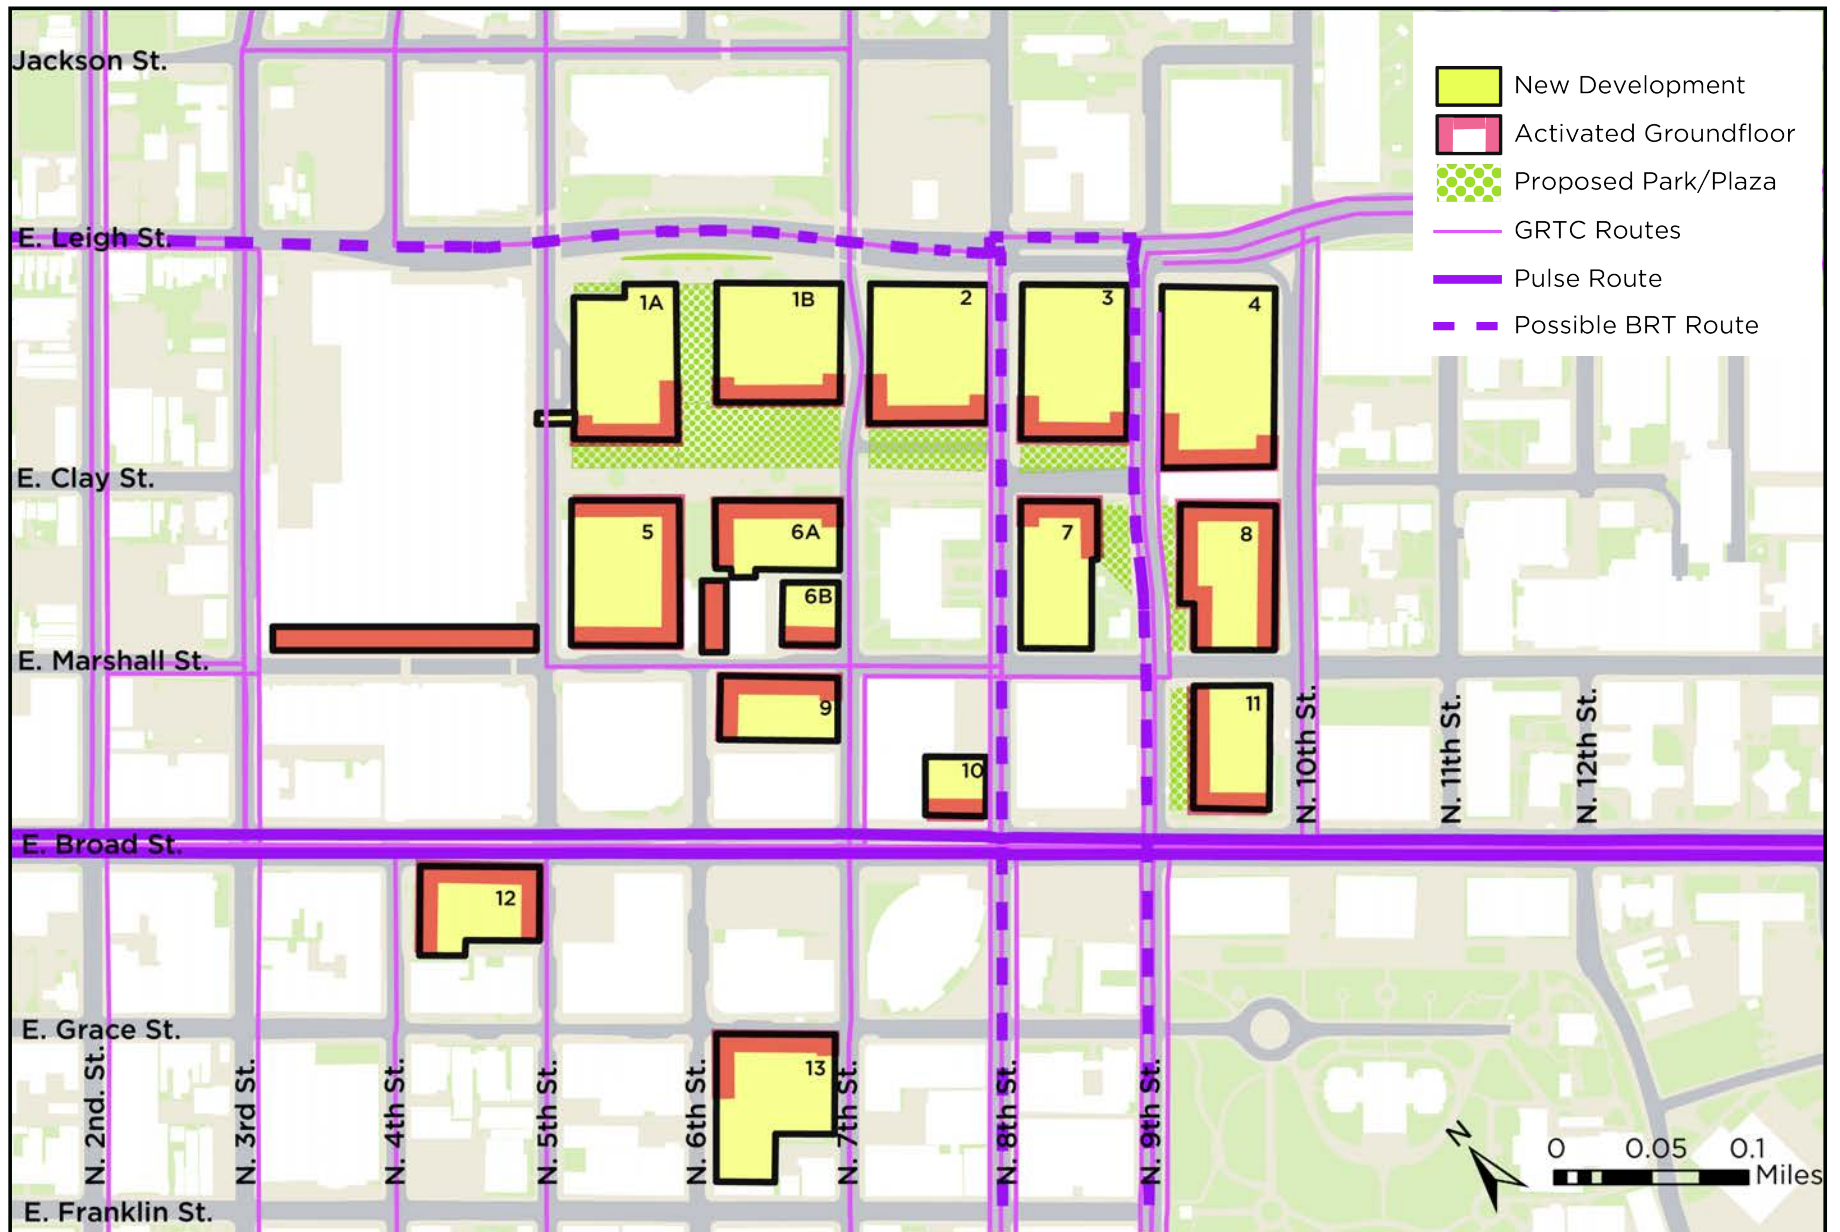 Jackson St.
New Development
Activated Groundfloor
Proposed Park/Plaza
E. Leigh St.
GRTC Routes
Pulse Route
Possible BRT Route
1A
1B
2
3
4
E. Clay St.
5
6A
7
8
6B
E. Marshall St.
9
11
10
N. 10th St.
N. 11th St.
N. 12th St.
E. Broad St.
12
E. Grace St.
13
N. 2nd. St.
N. 3rd St.
N. 4th St.
N. 5th St.
N. 6th St.
N. 7th St.
N. 8th St.
N. 9th St.
N
0 0.05 0.1
Miles
E. Franklin St.